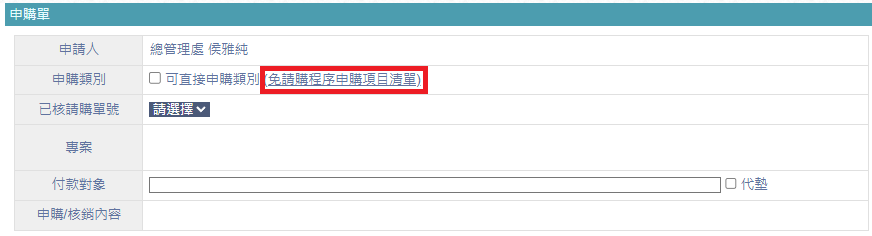 申購單
申請人 總管理處 侯雅純
申購類別 可直接申購類別 (免請購程序申購項目清單)
已核請購單號 請選擇
專案
付款對象 代墊
申購/核銷內容